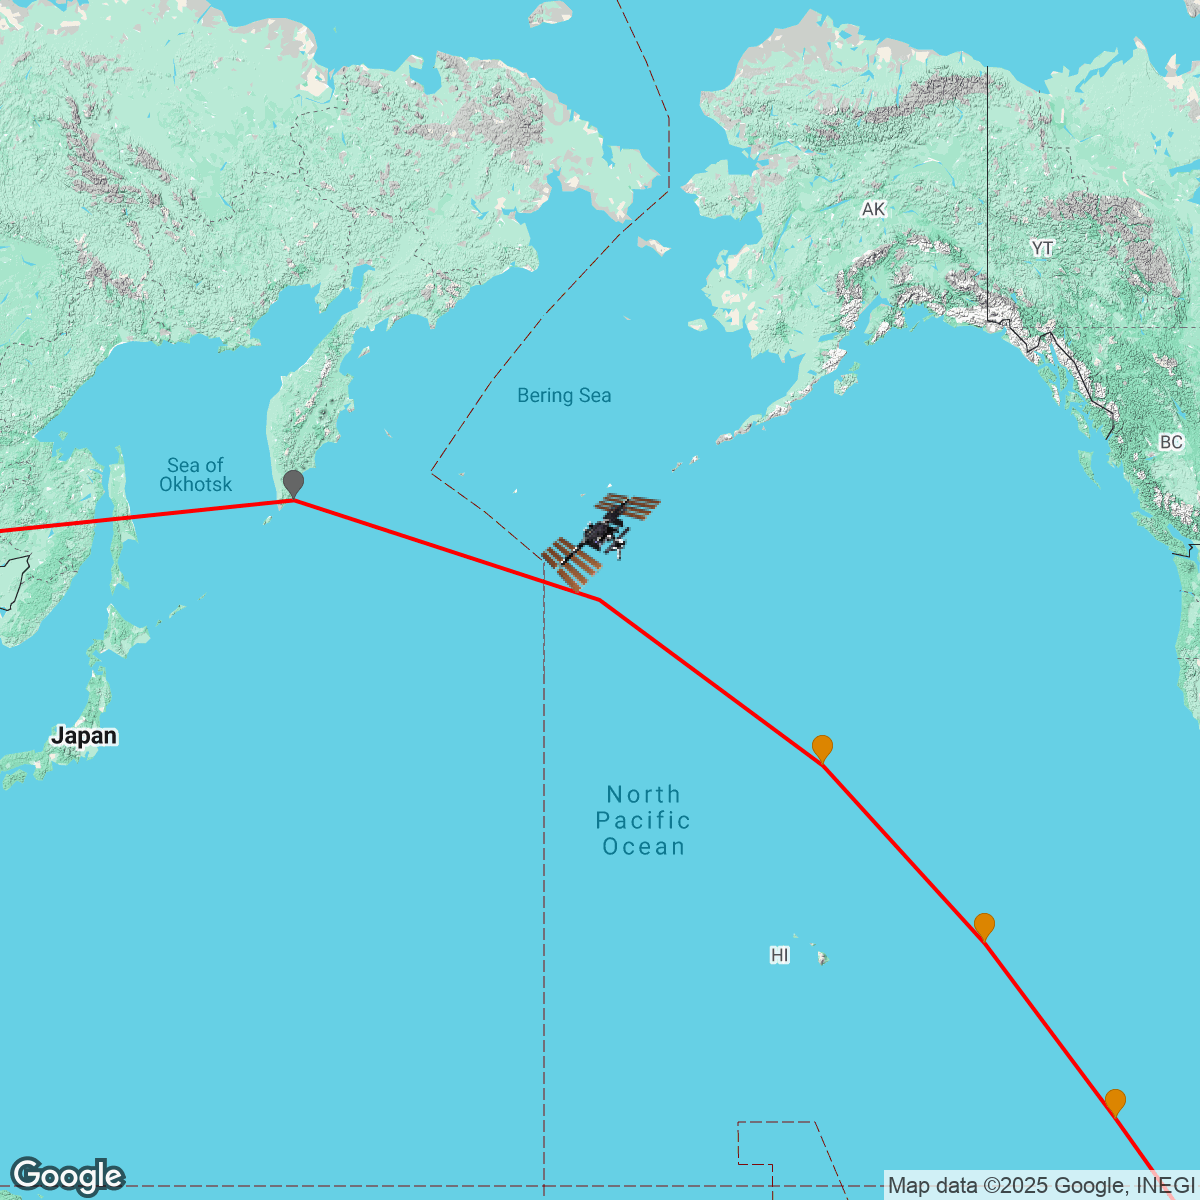 AK
YT
Bering Sea
BC
Sea of
Okhotsk
Japan
North
Pacific
Ocean
HI
Google
Map data ©2025 Google, INEGI